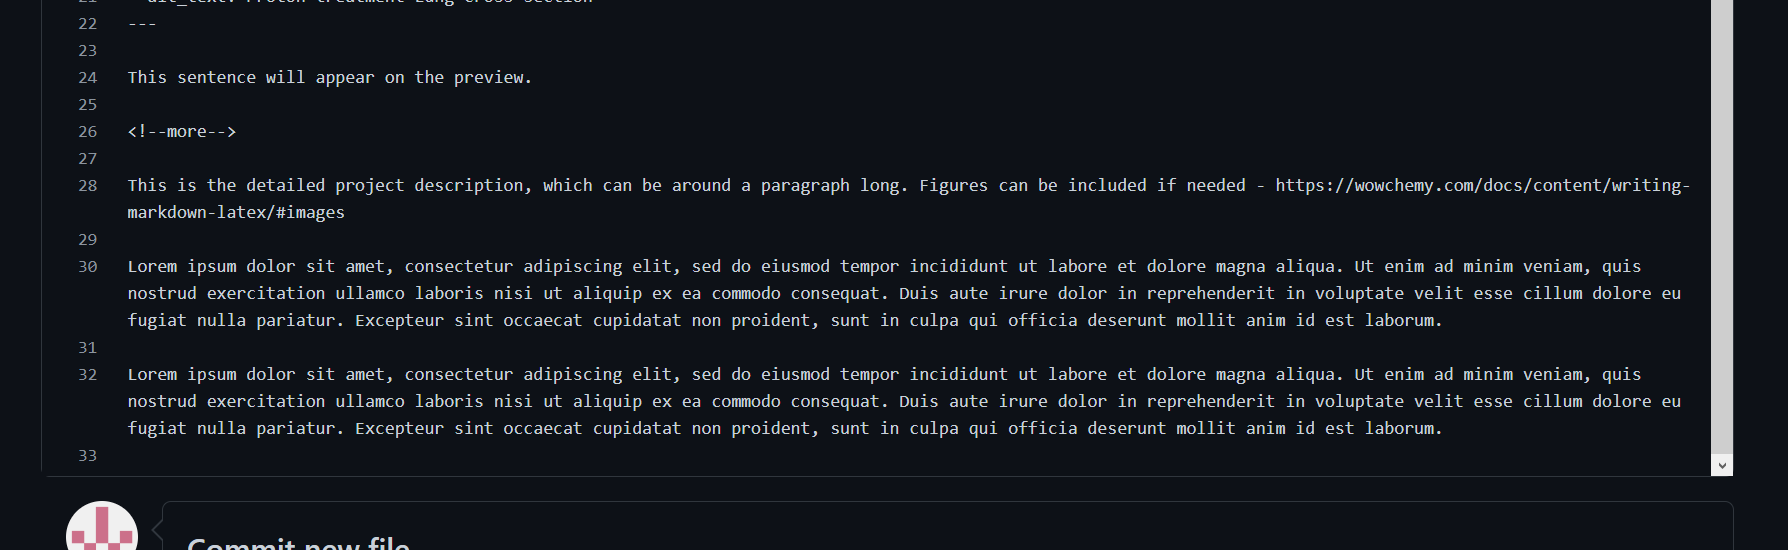 21 alt_text: Proton treatment Lung cross section
22 ---
23
24 This sentence will appear on the preview.
25
26 <!--more-->
27
28 This is the detailed project description, which can be around a paragraph long. Figures can be included if needed - https://wowchemy.com/docs/content/writing-
markdown-latex/#images
29
30 Lorem ipsum dolor sit amet, consectetur adipiscing elit, sed do eiusmod tempor incididunt ut labore et dolore magna aliqua. Ut enim ad minim veniam, quis
nostrud exercitation ullamco laboris nisi ut aliquip ex ea commodo consequat. Duis aute irure dolor in reprehenderit in voluptate velit esse cillum dolore eu
fugiat nulla pariatur. Excepteur sint occaecat cupidatat non proident, sunt in culpa qui officia deserunt mollit anim id est laborum.
31
32 Lorem ipsum dolor sit amet, consectetur adipiscing elit, sed do eiusmod tempor incididunt ut labore et dolore magna aliqua. Ut enim ad minim veniam, quis
nostrud exercitation ullamco laboris nisi ut aliquip ex ea commodo consequat. Duis aute irure dolor in reprehenderit in voluptate velit esse cillum dolore eu
fugiat nulla pariatur. Excepteur sint occaecat cupidatat non proident, sunt in culpa qui officia deserunt mollit anim id est laborum.
33
Commit new file